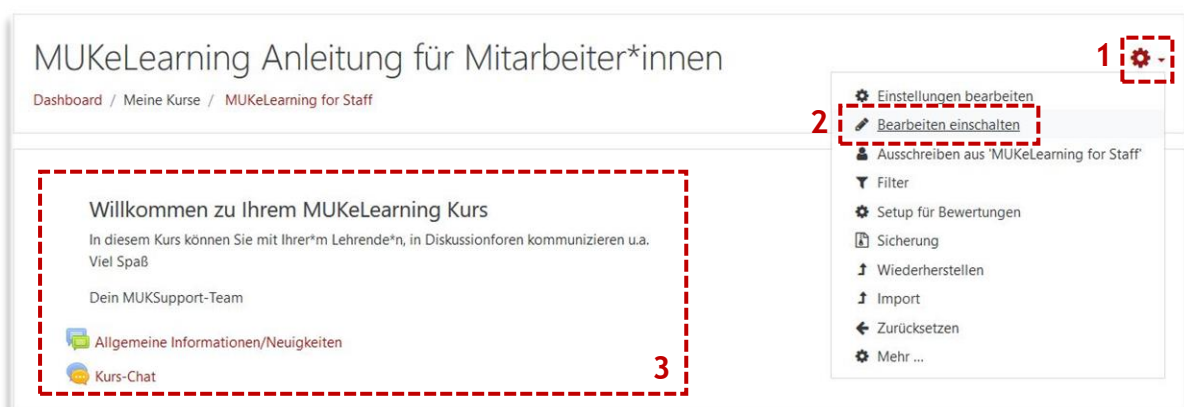 MUKeLearning Anleitung für Mitarbeiter*innen
1
Dashboard / Meine Kurse / MUKeLearning for Staff
Einstellungen bearbeiten
2
Bearbeiten einschalten
Ausschreiben aus 'MUKeLearning for Staff'
Filter
Setup für Bewertungen
Sicherung
Wiederherstellen
Import
Zurücksetzen
Mehr ...
Willkommen zu Ihrem MUKeLearning Kurs
In diesem Kurs können Sie mit Ihrer*m Lehrende*n, in Diskussionforen kommunizieren u.a.
Viel Spaß
Dein MUKSupport-Team
Allgemeine Informationen/Neuigkeiten
Kurs-Chat
3